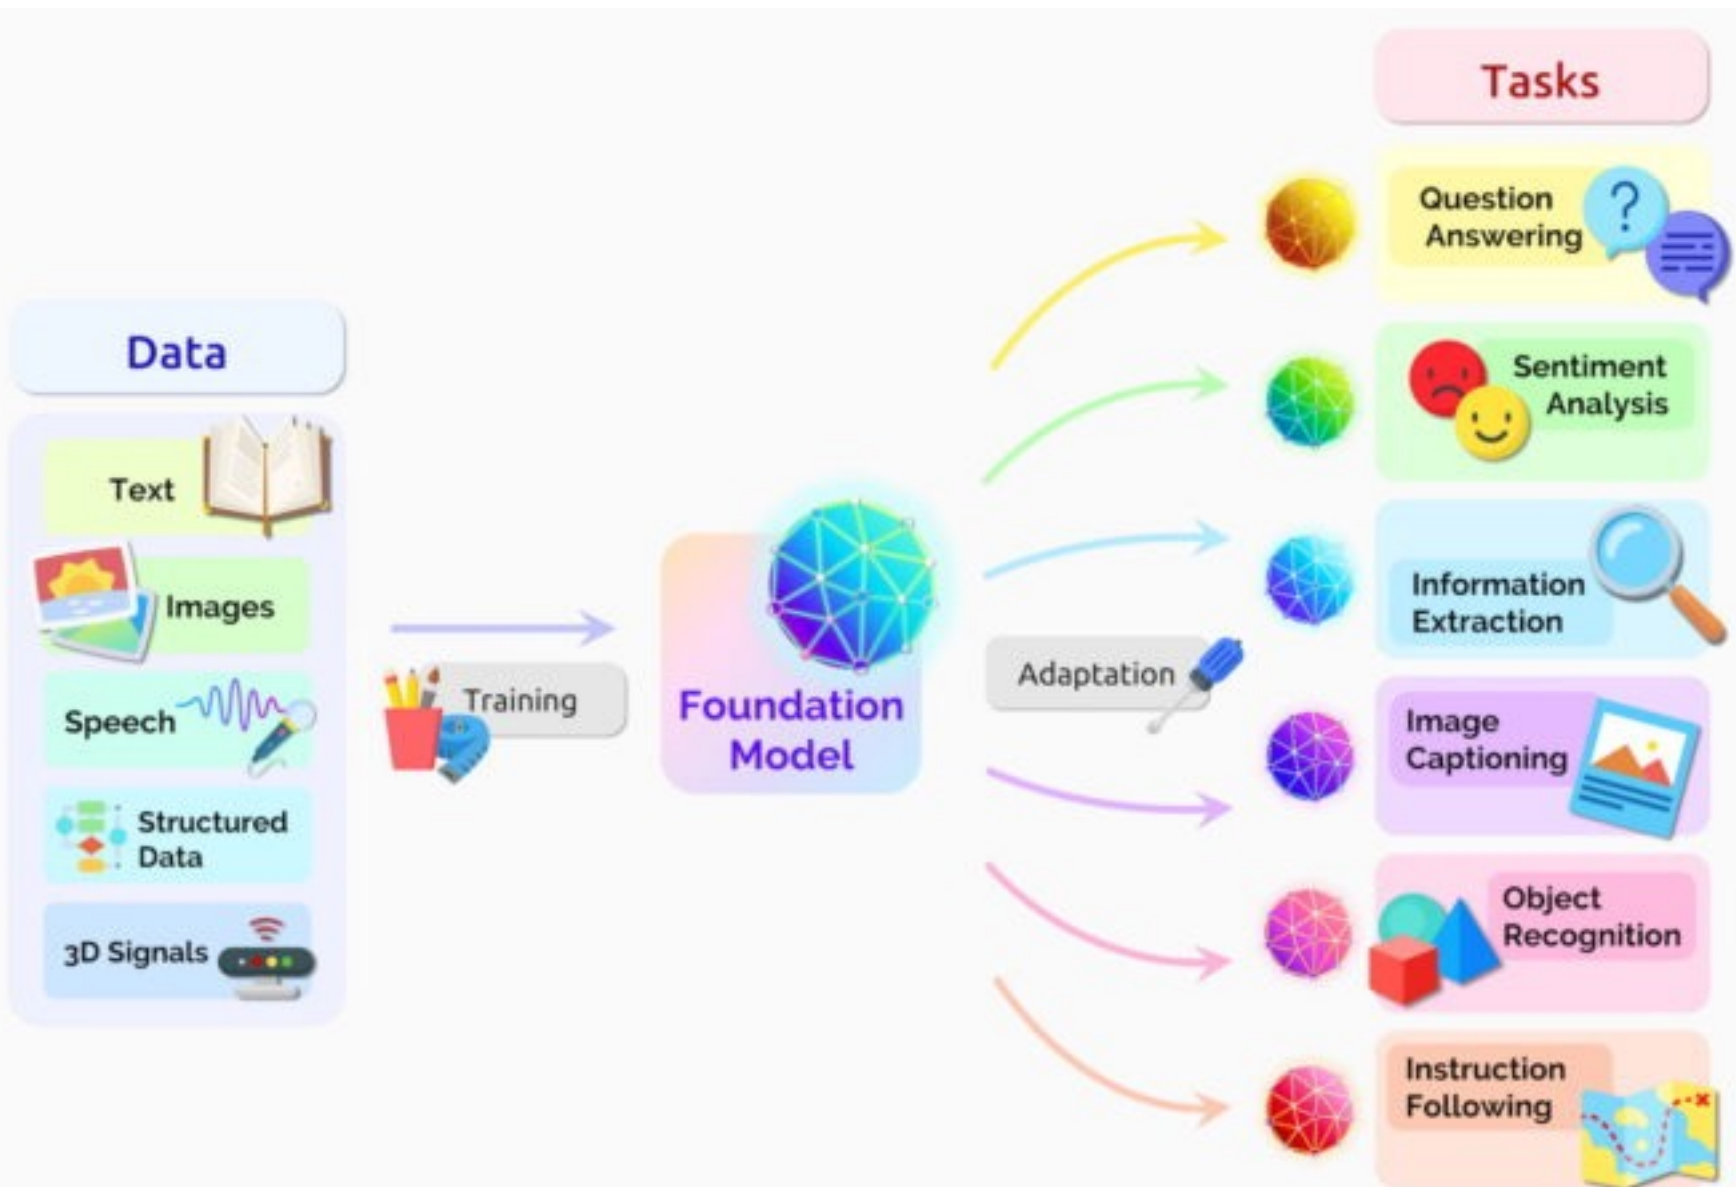 Data
Text
Images
Speech
Structured
Data
3D Signals
Training
Foundation
Model
Adaptation
Tasks
Question
Answering
?
Sentiment
Analysis
Information
Extraction
Image
Captioning
Object
Recognition
Instruction
Following